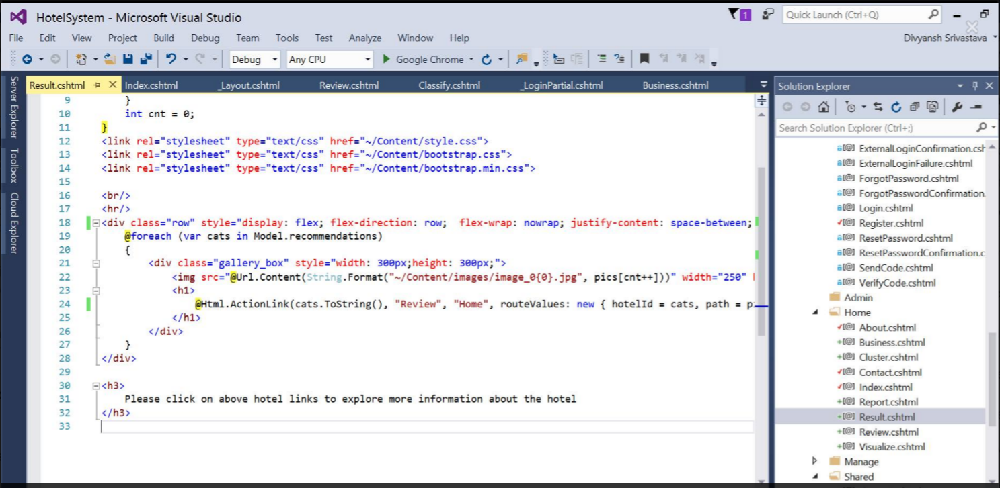 HotelSystem - Microsoft Visual Studio
1
Quick Launch (Ctrl+Q)
File Edit View Project Build Debug Team Tools Test Analyze Window Help
Divyansh Srivastava
Debug Any CPU Google Chrome
Server Explorer
Toolbox
Cloud Explorer
Result.cshtml Index.cshtml _Layout.cshtml Review.cshtml Classify.cshtml _LoginPartial.cshtml Business.cshtml
9 }
10 int cnt = 0;
11 }
12 <link rel="stylesheet" type="text/css" href="~/Content/style.css">
13 <link rel="stylesheet" type="text/css" href="~/Content/bootstrap.css">
14 <link rel="stylesheet" type="text/css" href="~/Content/bootstrap.min.css">
15
16 <br/>
17 <hr/>
18 <div class="row" style="display: flex; flex-direction: row;  flex-wrap: nowrap; justify-content: space-between;
19 @foreach (var cats in Model.recommendations)
20 {
21 <div class="gallery_box" style="width: 300px;height: 300px;">
22 <img src="@Url.Content(String.Format("~/Content/images/image_0{0}.jpg", pics[cnt++]))" width="250"
23 <h1>
24 @Html.ActionLink(cats.ToString(), "Review", "Home", routeValues: new { hotelId = cats, path = p
25 </h1>
26 </div>
27 }
28 </div>
29
30 <h3>
31 Please click on above hotel links to explore more information about the hotel
32 </h3>
33
Solution Explorer
Search Solution Explorer (Ctrl+;)
ExternalLoginConfirmation.csh
ExternalLoginFailure.cshtml
ForgotPassword.cshtml
ForgotPasswordConfirmation.
Login.cshtml
Register.cshtml
ResetPassword.cshtml
ResetPasswordConfirmation.c
SendCode.cshtml
VerifyCode.cshtml
Admin
Home
About.cshtml
Business.cshtml
Cluster.cshtml
Contact.cshtml
Index.cshtml
Report.cshtml
Result.cshtml
Review.cshtml
Visualize.cshtml
Manage
Shared